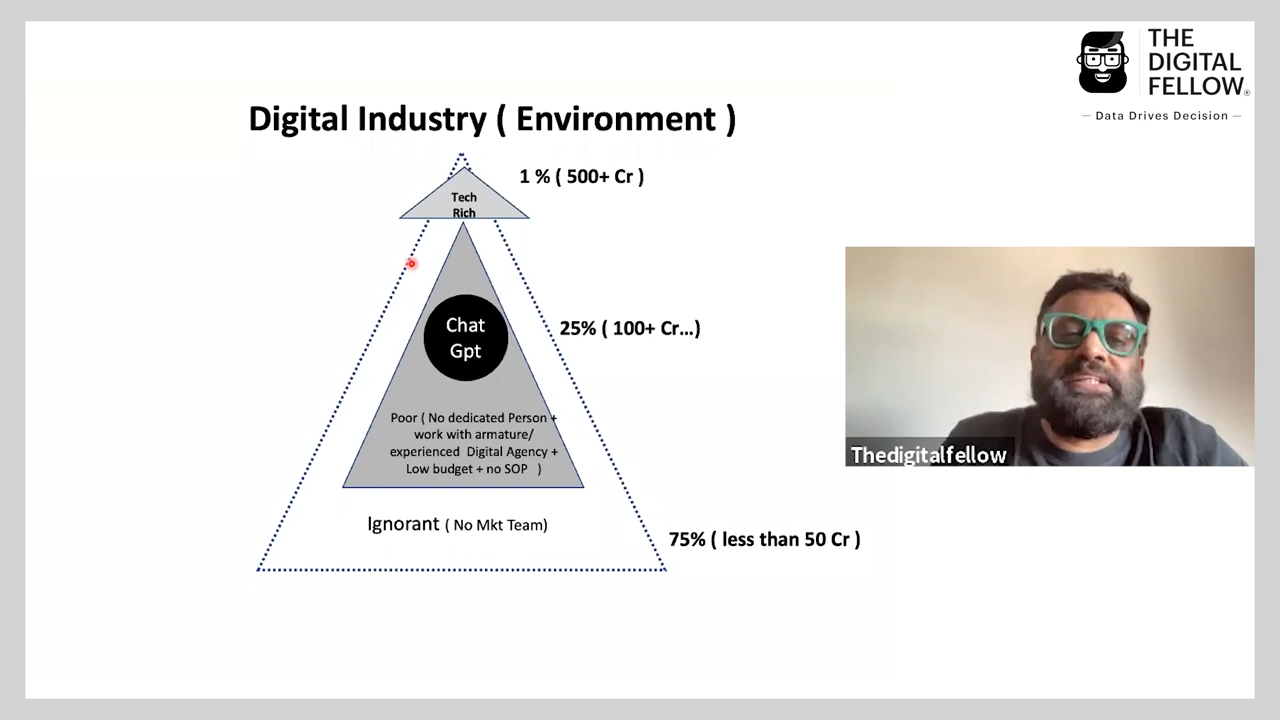 THE
DIGITAL
FELLOW®
— Data Drives Decision —
Digital Industry ( Environment )
1 % ( 500+ Cr )
Tech
Rich
Chat
Gpt
25% ( 100+ Cr...)
Poor ( No dedicated Person +
work with armature/
experienced Digital Agency +
Low budget + no SOP )
Thedigitalfellow
Ignorant ( No Mkt Team)
75% ( less than 50 Cr )